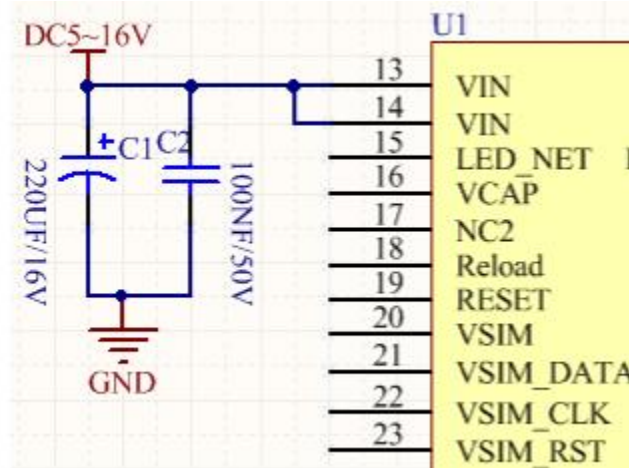 U1
DC5~16V
13 VIN
14 VIN
15 LED_NET
16 VCAP
17 NC2
18 Reload
19 RESET
20 VSIM
21 VSIM_DATA
22 VSIM_CLK
23 VSIM_RST
+ C1 C2
220UF/16V
100NF/50V
GND